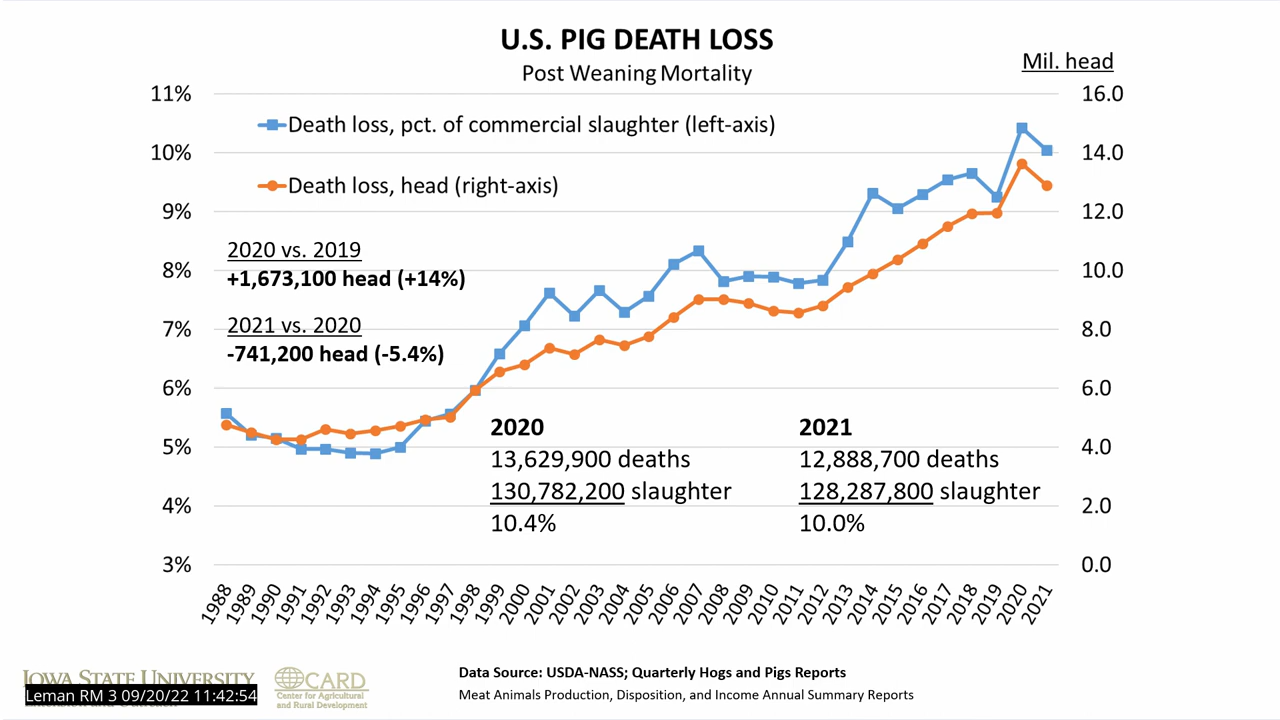 U.S. PIG DEATH LOSS
Post Weaning Mortality
Mil. head
11%
10%
9%
8%
7%
6%
5%
4%
3%
16.0
14.0
12.0
10.0
8.0
6.0
4.0
2.0
0.0
Death loss, pct. of commercial slaughter (left-axis)
Death loss, head (right-axis)
2020 vs. 2019
+1,673,100 head (+14%)
2021 vs. 2020
-741,200 head (-5.4%)
2020
13,629,900 deaths
130,782,200 slaughter
10.4%
2021
12,888,700 deaths
128,287,800 slaughter
10.0%
1988
1989
1990
1991
1992
1993
1994
1995
1996
1997
1998
1999
2000
2001
2002
2003
2004
2005
2006
2007
2008
2009
2010
2011
2012
2013
2014
2015
2016
2017
2018
2019
2020
2021
IOWA STATE UNIVERSITY
Leman RM 3 09/20/22 11:42:54
CARD
Center for Agricultural
and Rural Development
Data Source: USDA-NASS; Quarterly Hogs and Pigs Reports
Meat Animals Production, Disposition, and Income Annual Summary Reports